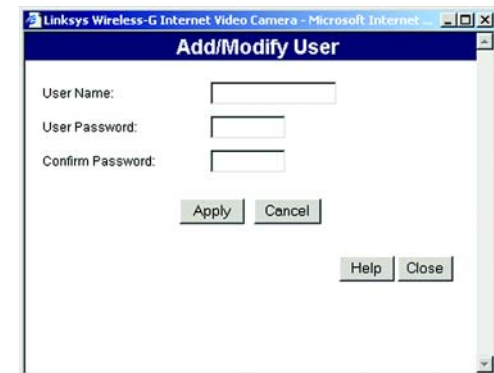 Linksys Wireless-G Internet Video Camera - Microsoft Internet ...
Add/Modify User
User Name:
User Password:
Confirm Password:
Apply Cancel
Help Close